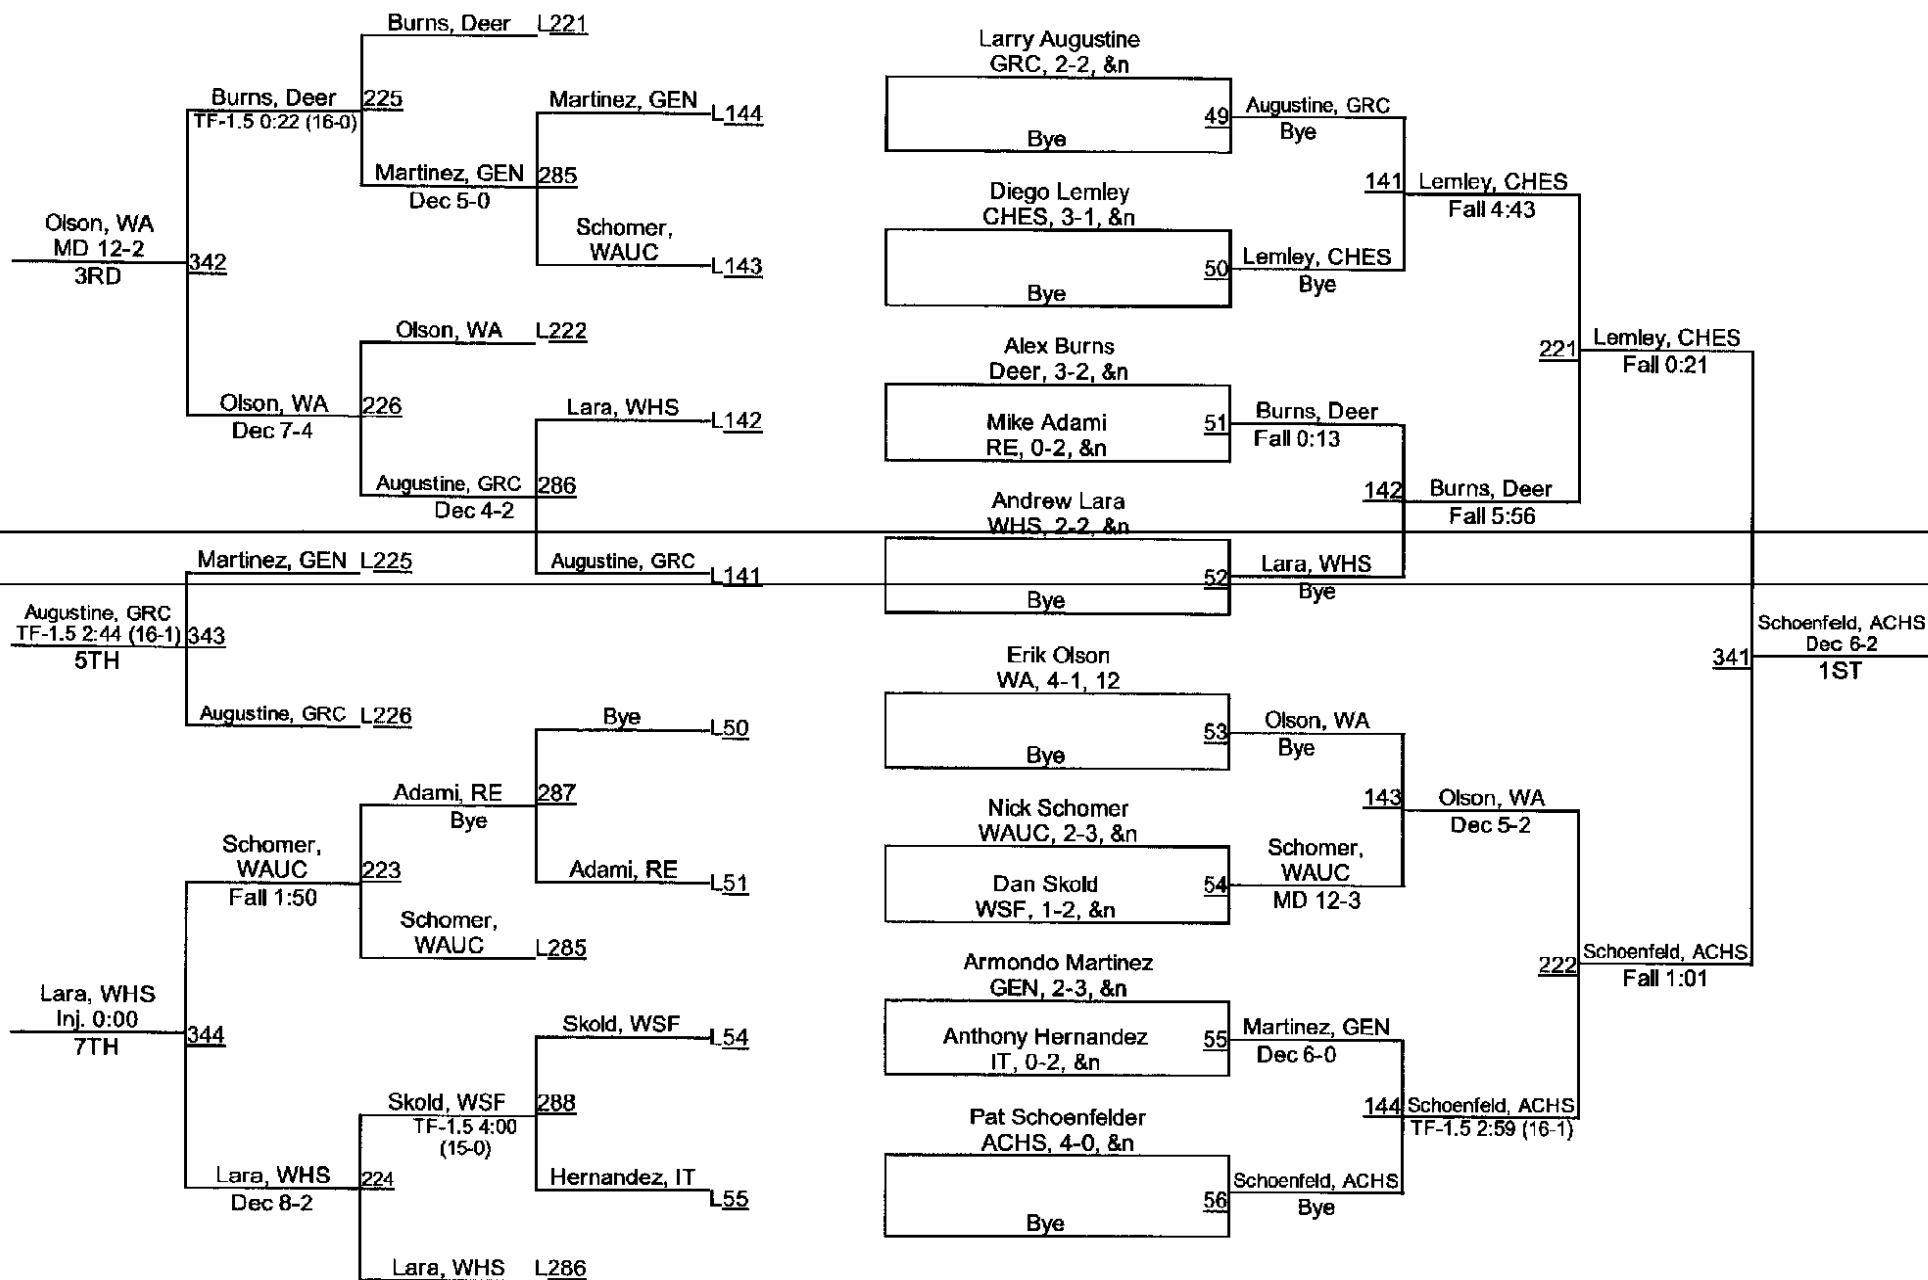 Burns, Deer L221
Burns, Deer 225
TF-1.5 0:22 (16-0)
Martinez, GEN L144
Martinez, GEN 285
Dec 5-0
Schomer,
WAUC L143
Olson, WA
MD 12-2
3RD
342
Olson, WA L222
Olson, WA 226
Dec 7-4
Lara, WHS L142
Augustine, GRC 286
Dec 4-2
Augustine, GRC L141
Martinez, GEN L225
Augustine, GRC
TF-1.5 2:44 (16-1) 343
5TH
Augustine, GRC L226
Bye L50
Adami, RE 287
Bye
Adami, RE L51
Schomer,
WAUC 223
Fall 1:50
Schomer,
WAUC L285
Lara, WHS
Inj. 0:00
7TH
344
Skold, WSF L54
Skold, WSF 288
TF-1.5 4:00
(15-0)
Hernandez, IT L55
Lara, WHS 224
Dec 8-2
Lara, WHS L286
Larry Augustine
GRC, 2-2, &n
Bye
49 Augustine, GRC
Bye
Diego Lemley
CHES, 3-1, &n
Bye
50 Lemley, CHES
Bye
141 Lemley, CHES
Fall 4:43
Alex Burns
Deer, 3-2, &n
Mike Adami
RE, 0-2, &n
51 Burns, Deer
Fall 0:13
Andrew Lara
WHS, 2-2, &n
Bye
52 Lara, WHS
Bye
142 Burns, Deer
Fall 5:56
221 Lemley, CHES
Fall 0:21
Erik Olson
WA, 4-1, 12
Bye
53 Olson, WA
Bye
Nick Schomer
WAUC, 2-3, &n
Dan Skold
WSF, 1-2, &n
54 Schomer,
WAUC
MD 12-3
143 Olson, WA
Dec 5-2
Armondo Martinez
GEN, 2-3, &n
Anthony Hernandez
IT, 0-2, &n
55 Martinez, GEN
Dec 6-0
Pat Schoenfelder
ACHS, 4-0, &n
Bye
56 Schoenfeld, ACHS
Bye
144 Schoenfeld, ACHS
TF-1.5 2:59 (16-1)
222 Schoenfeld, ACHS
Fall 1:01
341 Schoenfeld, ACHS
Dec 6-2
1ST